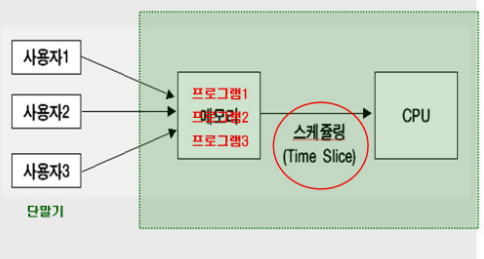 사용자1
사용자2
사용자3
단말기
프로그램1
프로그램2
메모리
프로그램3
스케쥴링
(Time Slice)
CPU